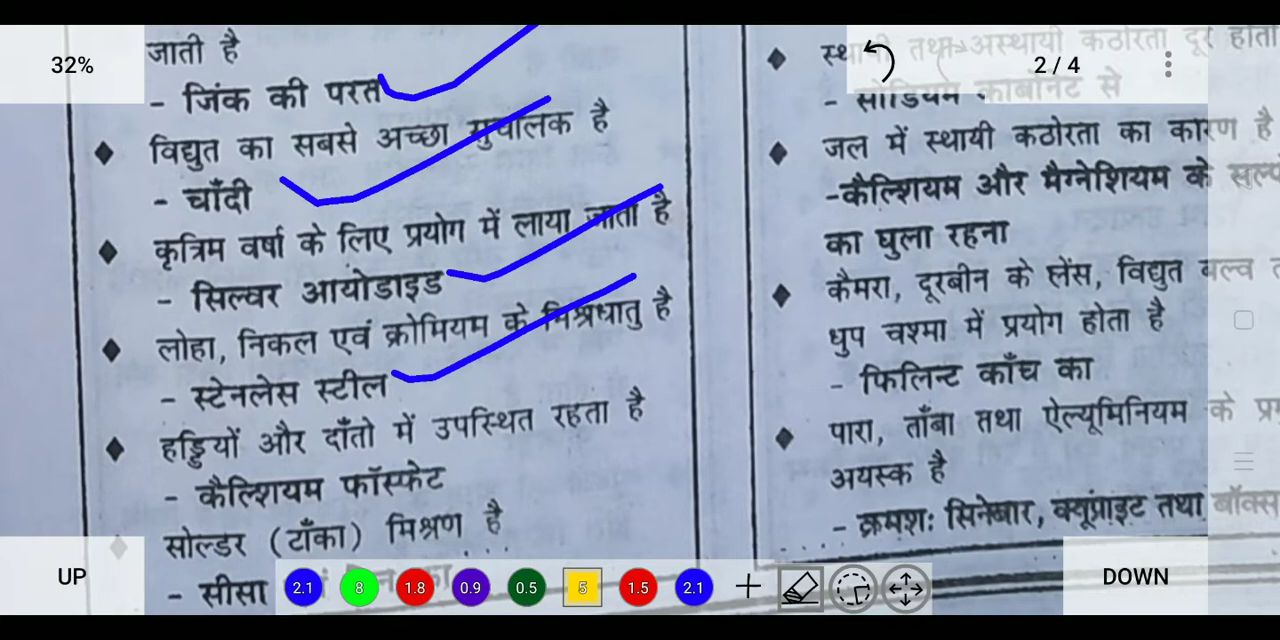 32%
जाती है
- जिंक की परत
विद्युत का सबसे अच्छा सुचालक है
- चाँदी
कृत्रिम वर्षा के लिए प्रयोग में लाया जाता है
- सिल्वर आयोडाइड
लोहा, निकल एवं क्रोमियम के मिश्रधातु है
- स्टेनलेस स्टील
हड्डियों और दाँतो में उपस्थित रहता है
- कैल्शियम फॉस्फेट
सोल्डर (टाँका) मिश्रण है
- सीसा
2 / 4
स्थायी तथा अस्थायी कठोरता दूर होती
- सोडियम कार्बोनेट से
जल में स्थायी कठोरता का कारण है
-कैल्शियम और मैग्नेशियम के
का घुला रहना
कैमरा, दूरबीन के लेंस, विद्युत बल्व
धुप चश्मा में प्रयोग होता है
- फिलिन्ट काँच का
पारा, ताँबा तथा ऐल्यूमिनियम के
अयस्क है
- क्रमश: सिनेबार, क्यूंप्राइट तथा
UP
2.1 8 1.8 0.9 0.5 5 1.5 2.1
DOWN